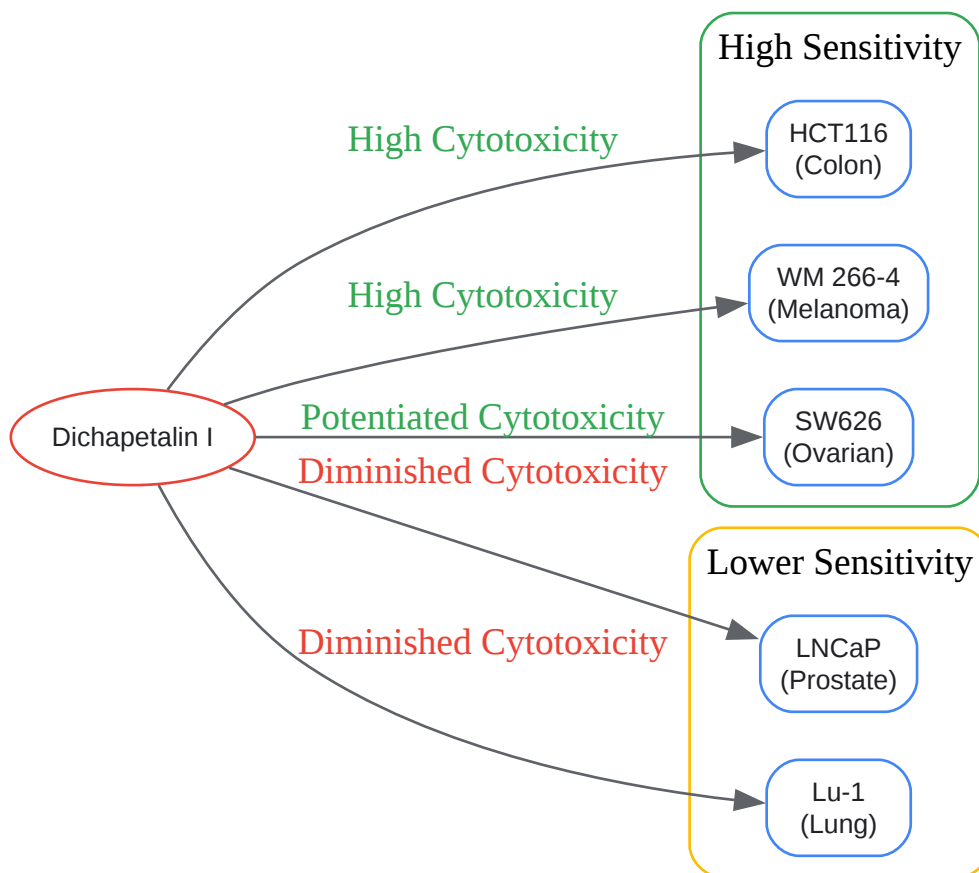 High Sensitivity
High Cytotoxicity
HCT116
(Colon)
High Cytotoxicity
WM 266-4
(Melanoma)
Dichapetalin I
Potentiated Cytotoxicity
SW626
(Ovarian)
Diminished Cytotoxicity
Lower Sensitivity
Diminished Cytotoxicity
LNCaP
(Prostate)
Lu-1
(Lung)